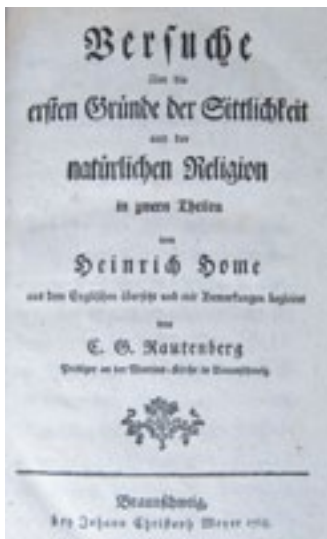 Versuche
über die
ersten Gründe der Sittlichkeit
und der
natürlichen Religion
in zween Theilen
von
Heinrich Home
aus dem Englischen übersetzt und mit Bemerkungen begleitet
von
C. G. Rautenberg
Prediger an der Martins-Kirche in Braunschweig
Braunschweig,
bey Johann Christoph Meyer